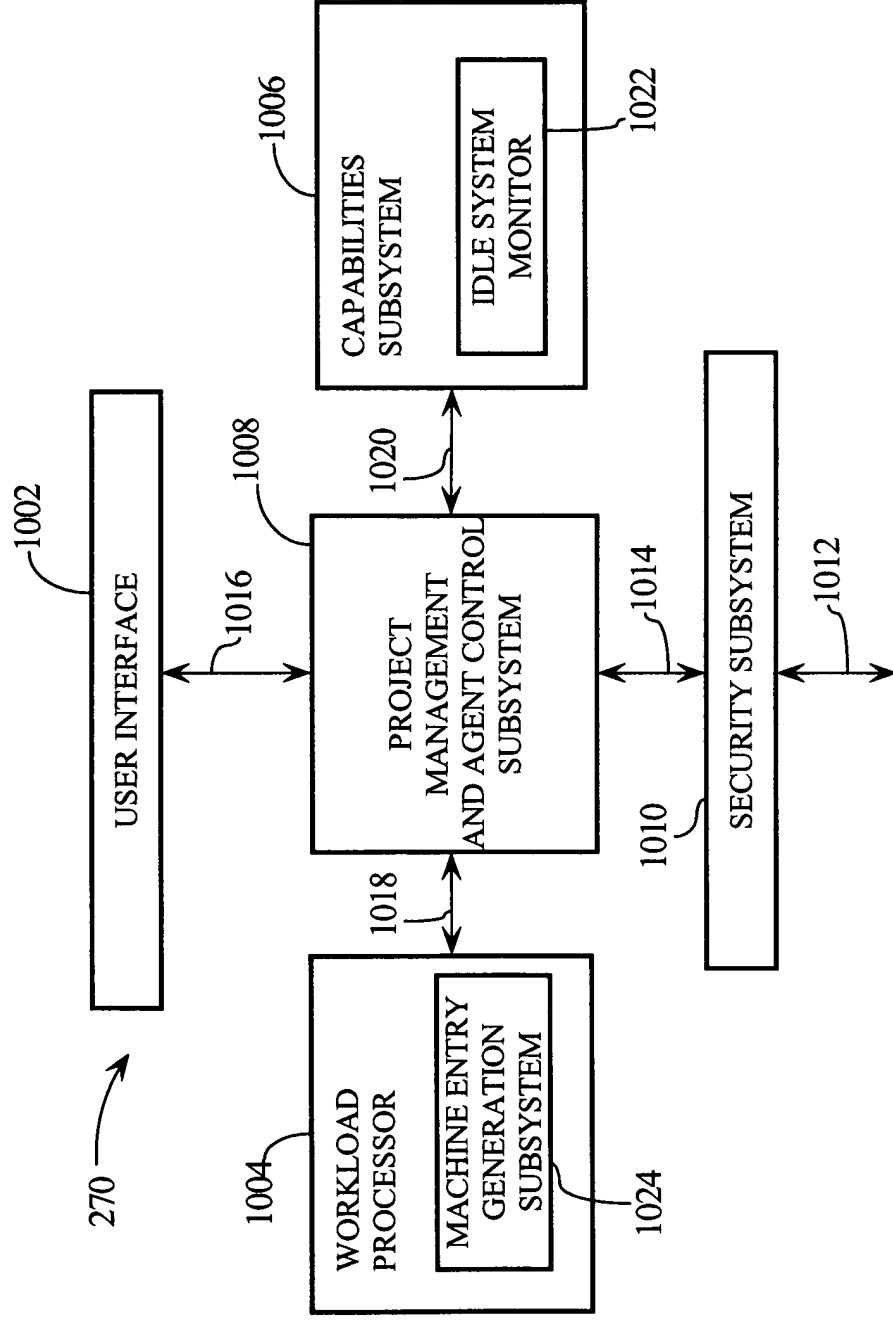 270
1002
USER INTERFACE
1016
1004
WORKLOAD
PROCESSOR
MACHINE ENTRY
GENERATION
SUBSYSTEM
1024
1018
1008
PROJECT
MANAGEMENT
AND AGENT CONTROL
SUBSYSTEM
1020
1006
CAPABILITIES
SUBSYSTEM
IDLE SYSTEM
MONITOR
1022
1014
1010
SECURITY SUBSYSTEM
1012